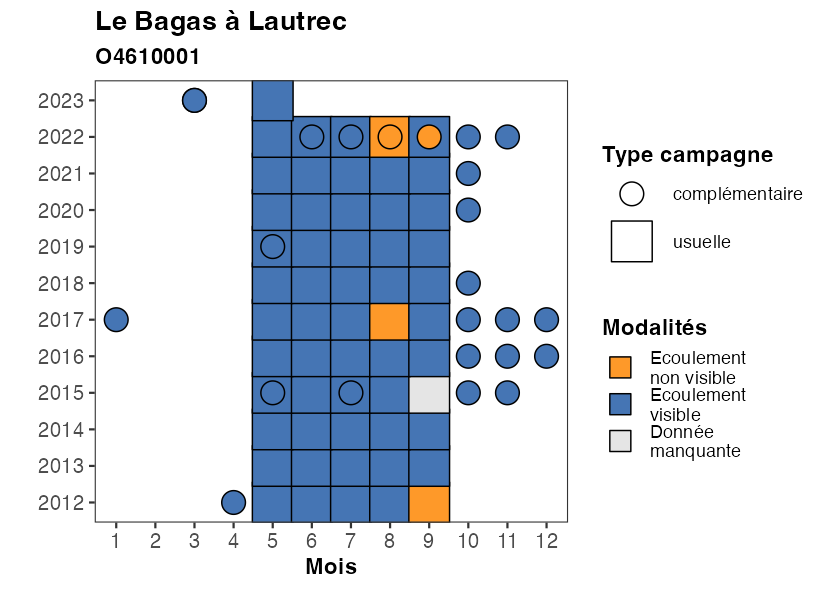 Le Bagas à Lautrec
O4610001
2023
2022
2021
2020
2019
2018
2017
2016
2015
2014
2013
2012
1 2 3 4 5 6 7 8 9 10 11 12
Mois
Type campagne
complémentaire
usuelle
Modalités
Ecoulement
non visible
Ecoulement
visible
Donnée
manquante